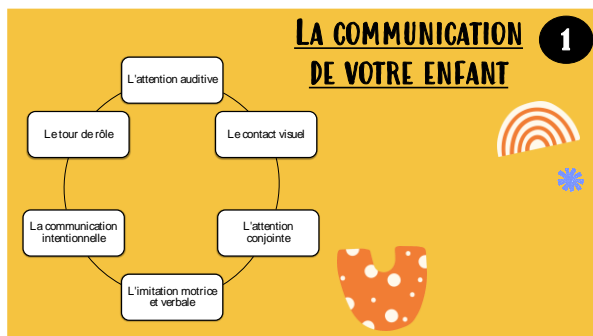 LA COMMUNICATION
DE VOTRE ENFANT
1
L'attention auditive
Le contact visuel
L'attention
conjointe
L'imitation motrice
et verbale
La communication
intentionnelle
Le tour de rôle